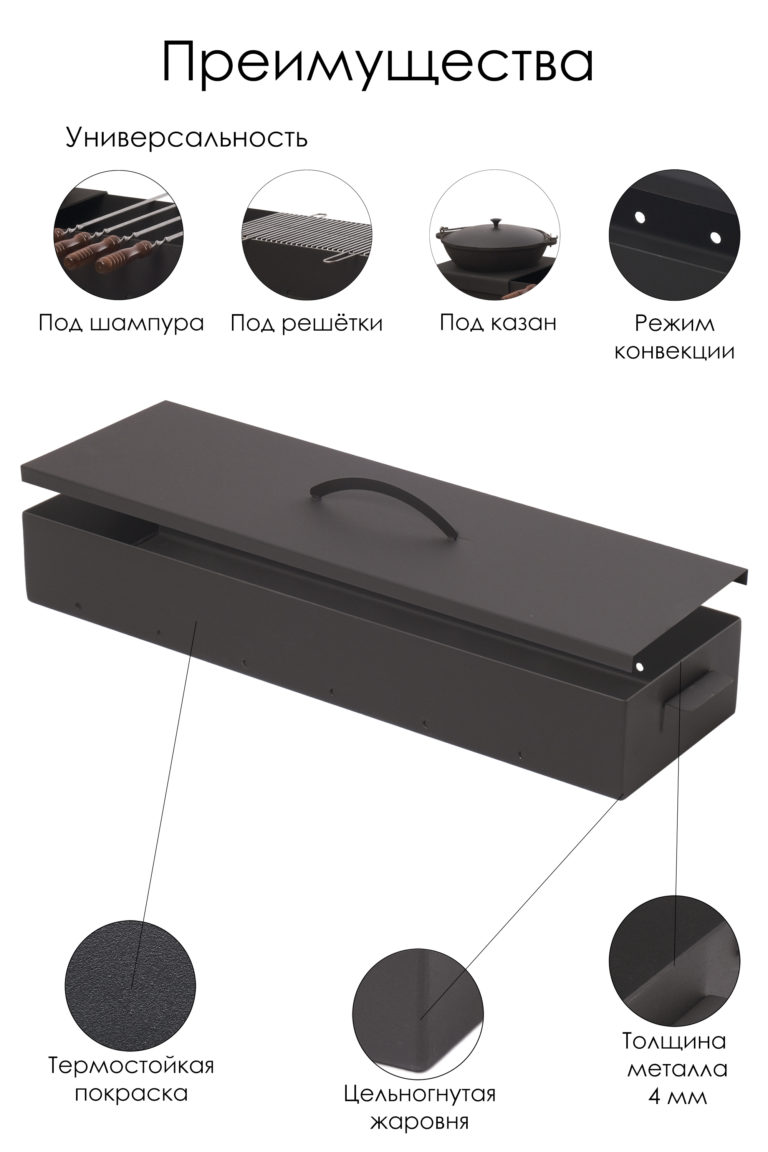 Преимущества
Универсальность
Под шампура
Под решётки
Под казан
Режим
конвекции
Термостойкая
покраска
Цельногнутая
жаровня
Толщина
металла
4 мм